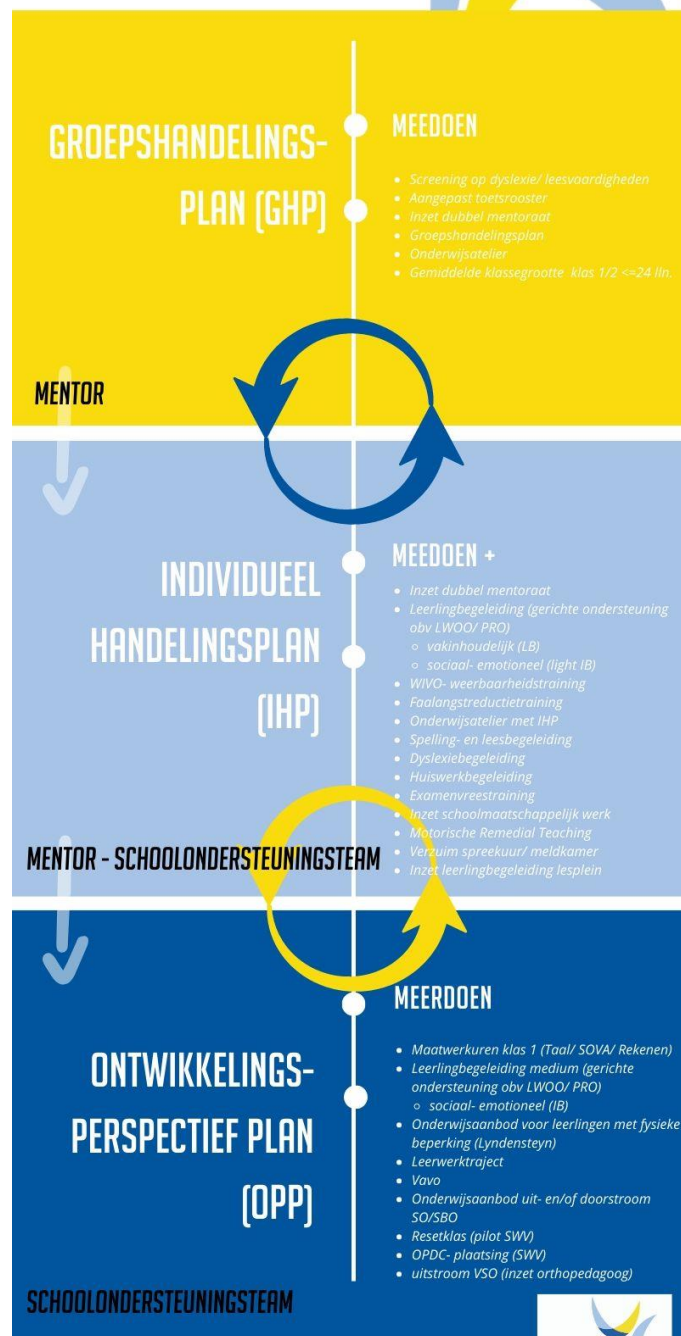 GROEPSHANDELINGS-
PLAN (GHP)
MEEDOEN
• Screening op dyslexie/ leesvaardigheden
• Aangepast toetsrooster
• Inzet dubbel mentoraat
• Groepshandelingsplan
• Onderwijsatelier
• Gemiddelde klassegrootte klas 1/2 <=24 lln.
MENTOR
INDIVIDUEEL
HANDELINGSPLAN
(IHP)
MEEDOEN +
• Inzet dubbel mentoraat
• Leerlingbegeleiding (gerichte ondersteuning
obv LWOO/ PRO)
○ vakinhoudelijk (LB)
○ sociaal- emotioneel (light IB)
• WIVO- weerbaarheidstraining
• Faalangstreductietraining
• Onderwijsatelier met IHP
• Spelling- en leesbegeleiding
• Dyslexiebegeleiding
• Huiswerkbegeleiding
• Examenvreestraining
• Inzet schoolmaatschappelijk werk
• Motorische Remedial Teaching
• Verzuim spreekuur/ meldkamer
• Inzet leerlingbegeleiding lesplein
MENTOR - SCHOOLONDERSTEUNINGSTEAM
ONTWIKKELINGS-
PERSPECTIEF PLAN
(OPP)
MEERDOEN
• Maatwerkuren klas 1 (Taal/ SOVA/ Rekenen)
• Leerlingbegeleiding medium (gerichte
ondersteuning obv LWOO/ PRO)
○ sociaal- emotioneel (IB)
• Onderwijsaanbod voor leerlingen met fysieke
beperking (Lyndensteyn)
• Leerwerktraject
• Vavo
• Onderwijsaanbod uit- en/of doorstroom
SO/SBO
• Resetklas (pilot SWV)
• OPDC- plaatsing (SWV)
• uitstroom VSO (inzet orthopedagoog)
SCHOOLONDERSTEUNINGSTEAM